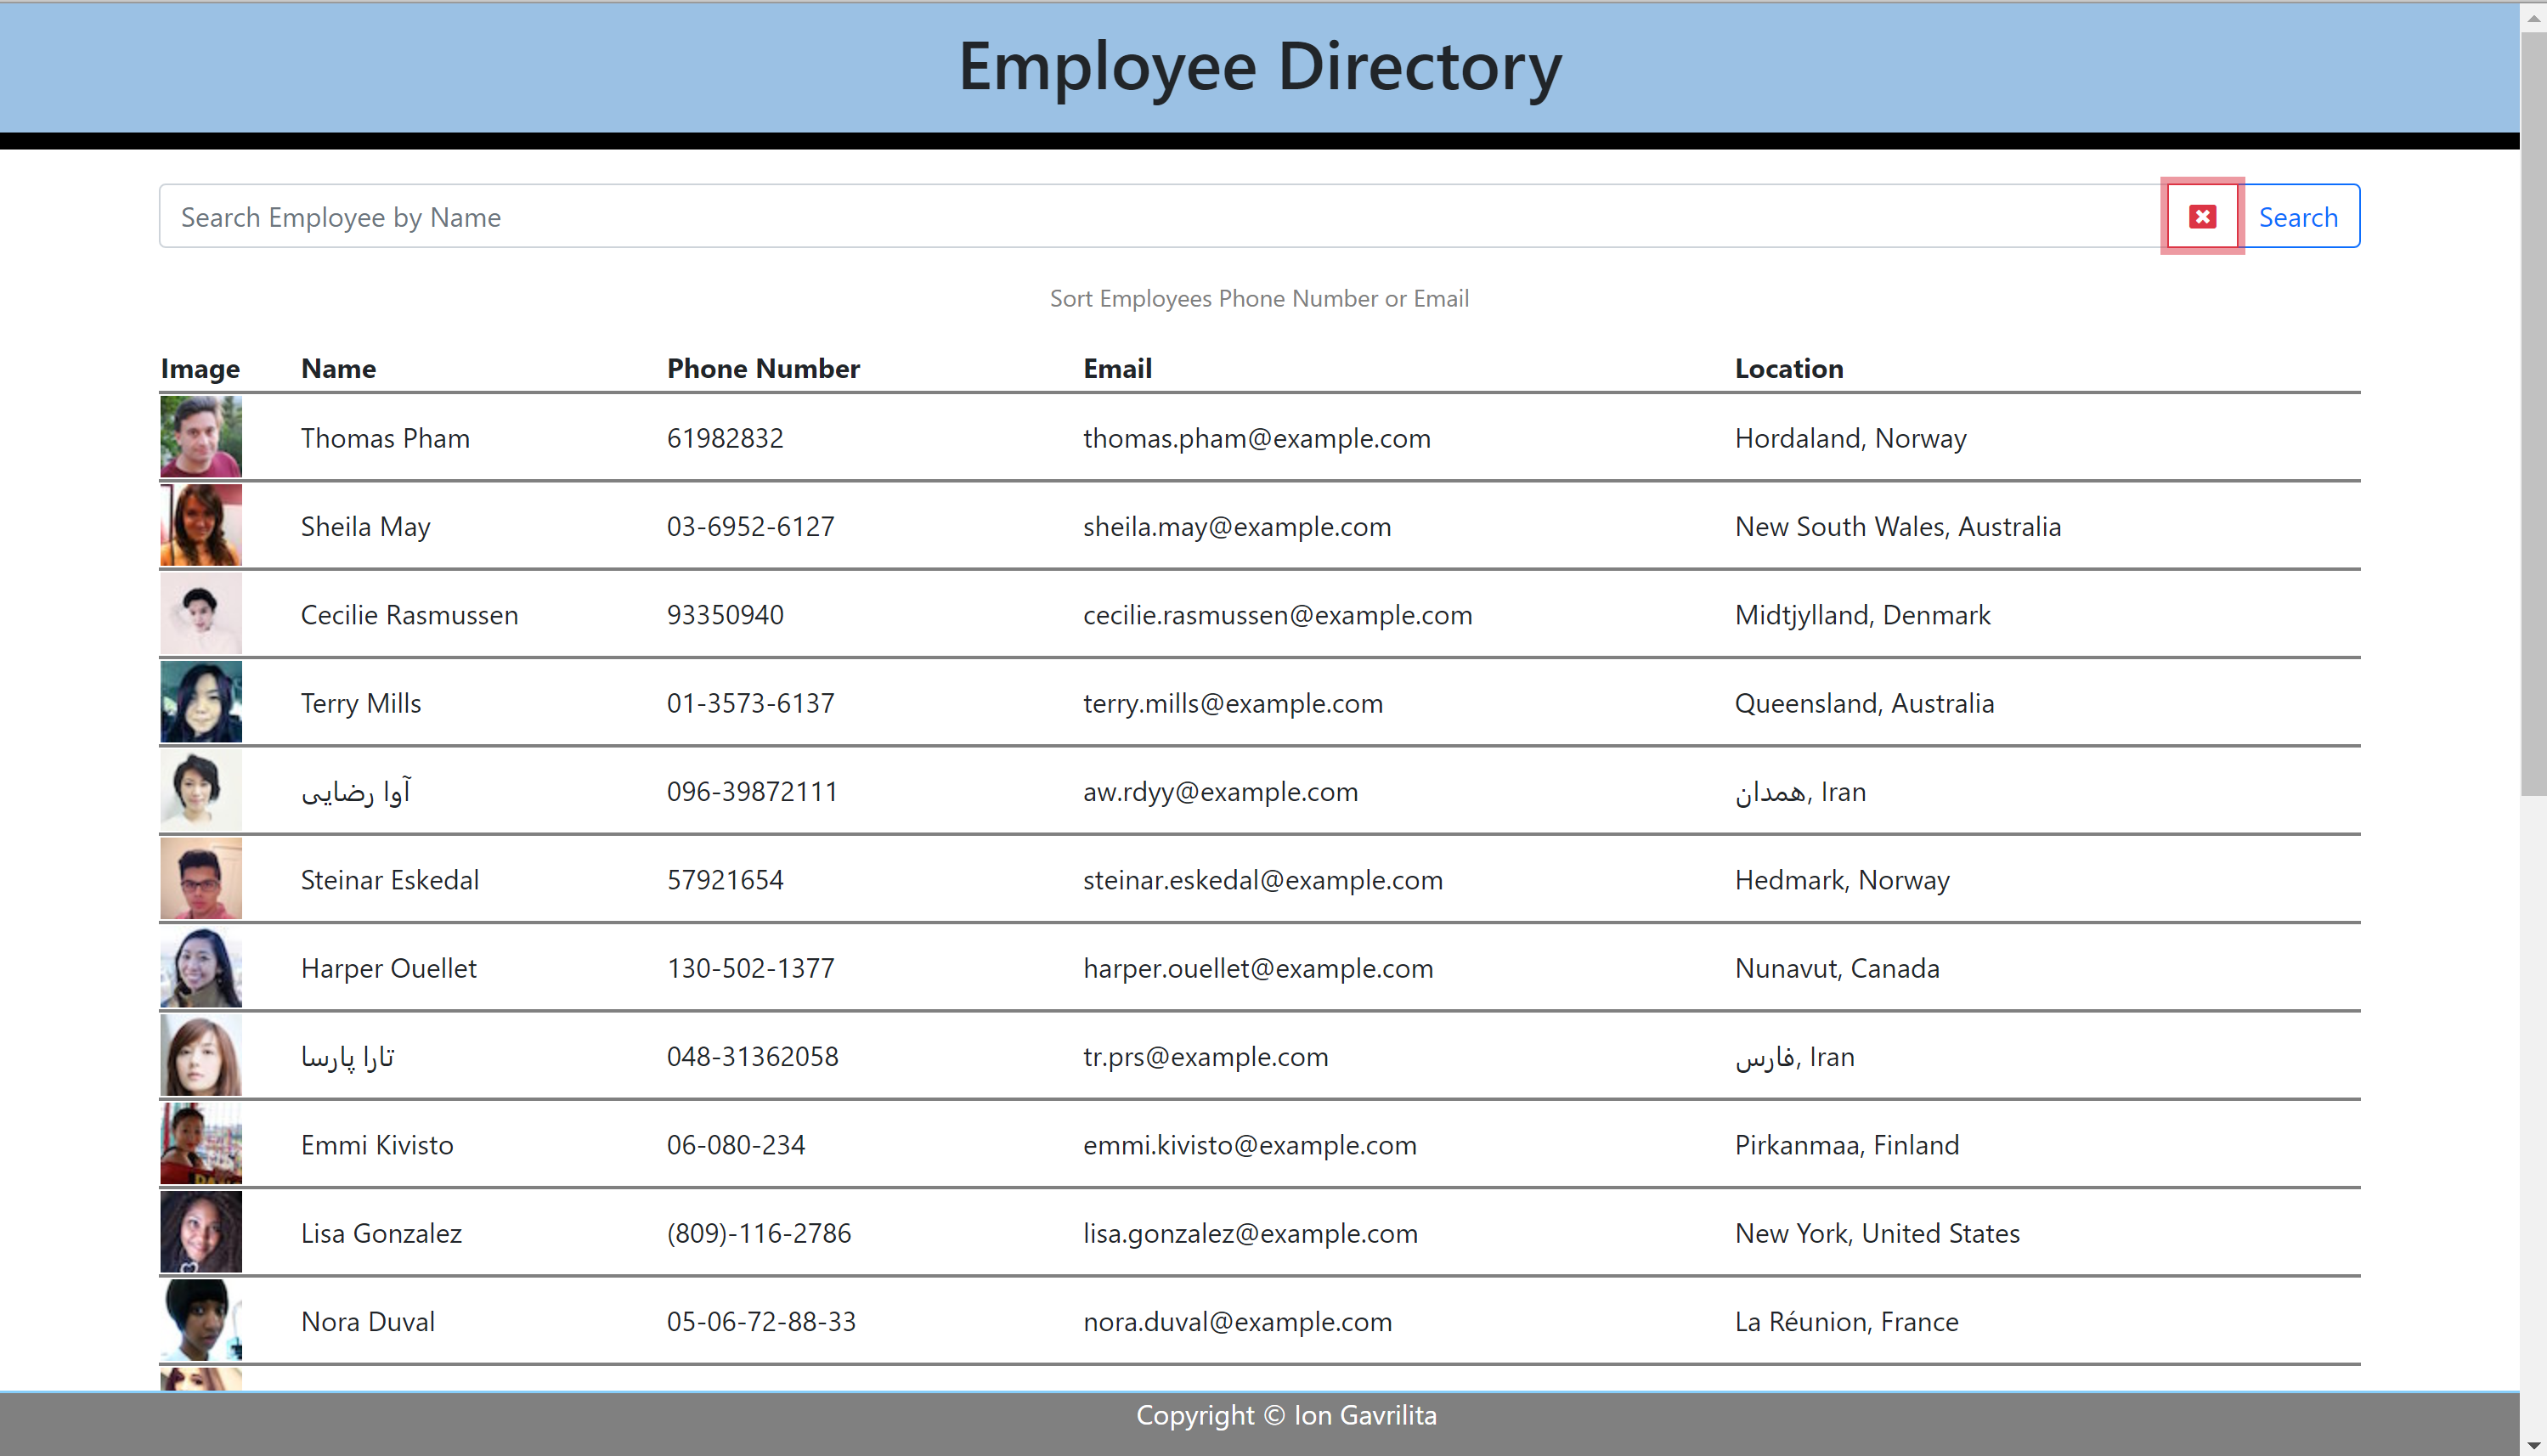 Employee Directory
Search Employee by Name
Search
Sort Employees Phone Number or Email
Image Name Phone Number Email Location
Thomas Pham 61982832 thomas.pham@example.com Hordaland, Norway
Sheila May 03-6952-6127 sheila.may@example.com New South Wales, Australia
Cecilie Rasmussen 93350940 cecilie.rasmussen@example.com Midtjylland, Denmark
Terry Mills 01-3573-6137 terry.mills@example.com Queensland, Australia
آوا رضایی 096-39872111 aw.rdyy@example.com همدان, Iran
Steinar Eskedal 57921654 steinar.eskedal@example.com Hedmark, Norway
Harper Ouellet 130-502-1377 harper.ouellet@example.com Nunavut, Canada
تارا پارسا 048-31362058 tr.prs@example.com فارس, Iran
Emmi Kivisto 06-080-234 emmi.kivisto@example.com Pirkanmaa, Finland
Lisa Gonzalez (809)-116-2786 lisa.gonzalez@example.com New York, United States
Nora Duval 05-06-72-88-33 nora.duval@example.com La Réunion, France
Copyright © Ion Gavrilita